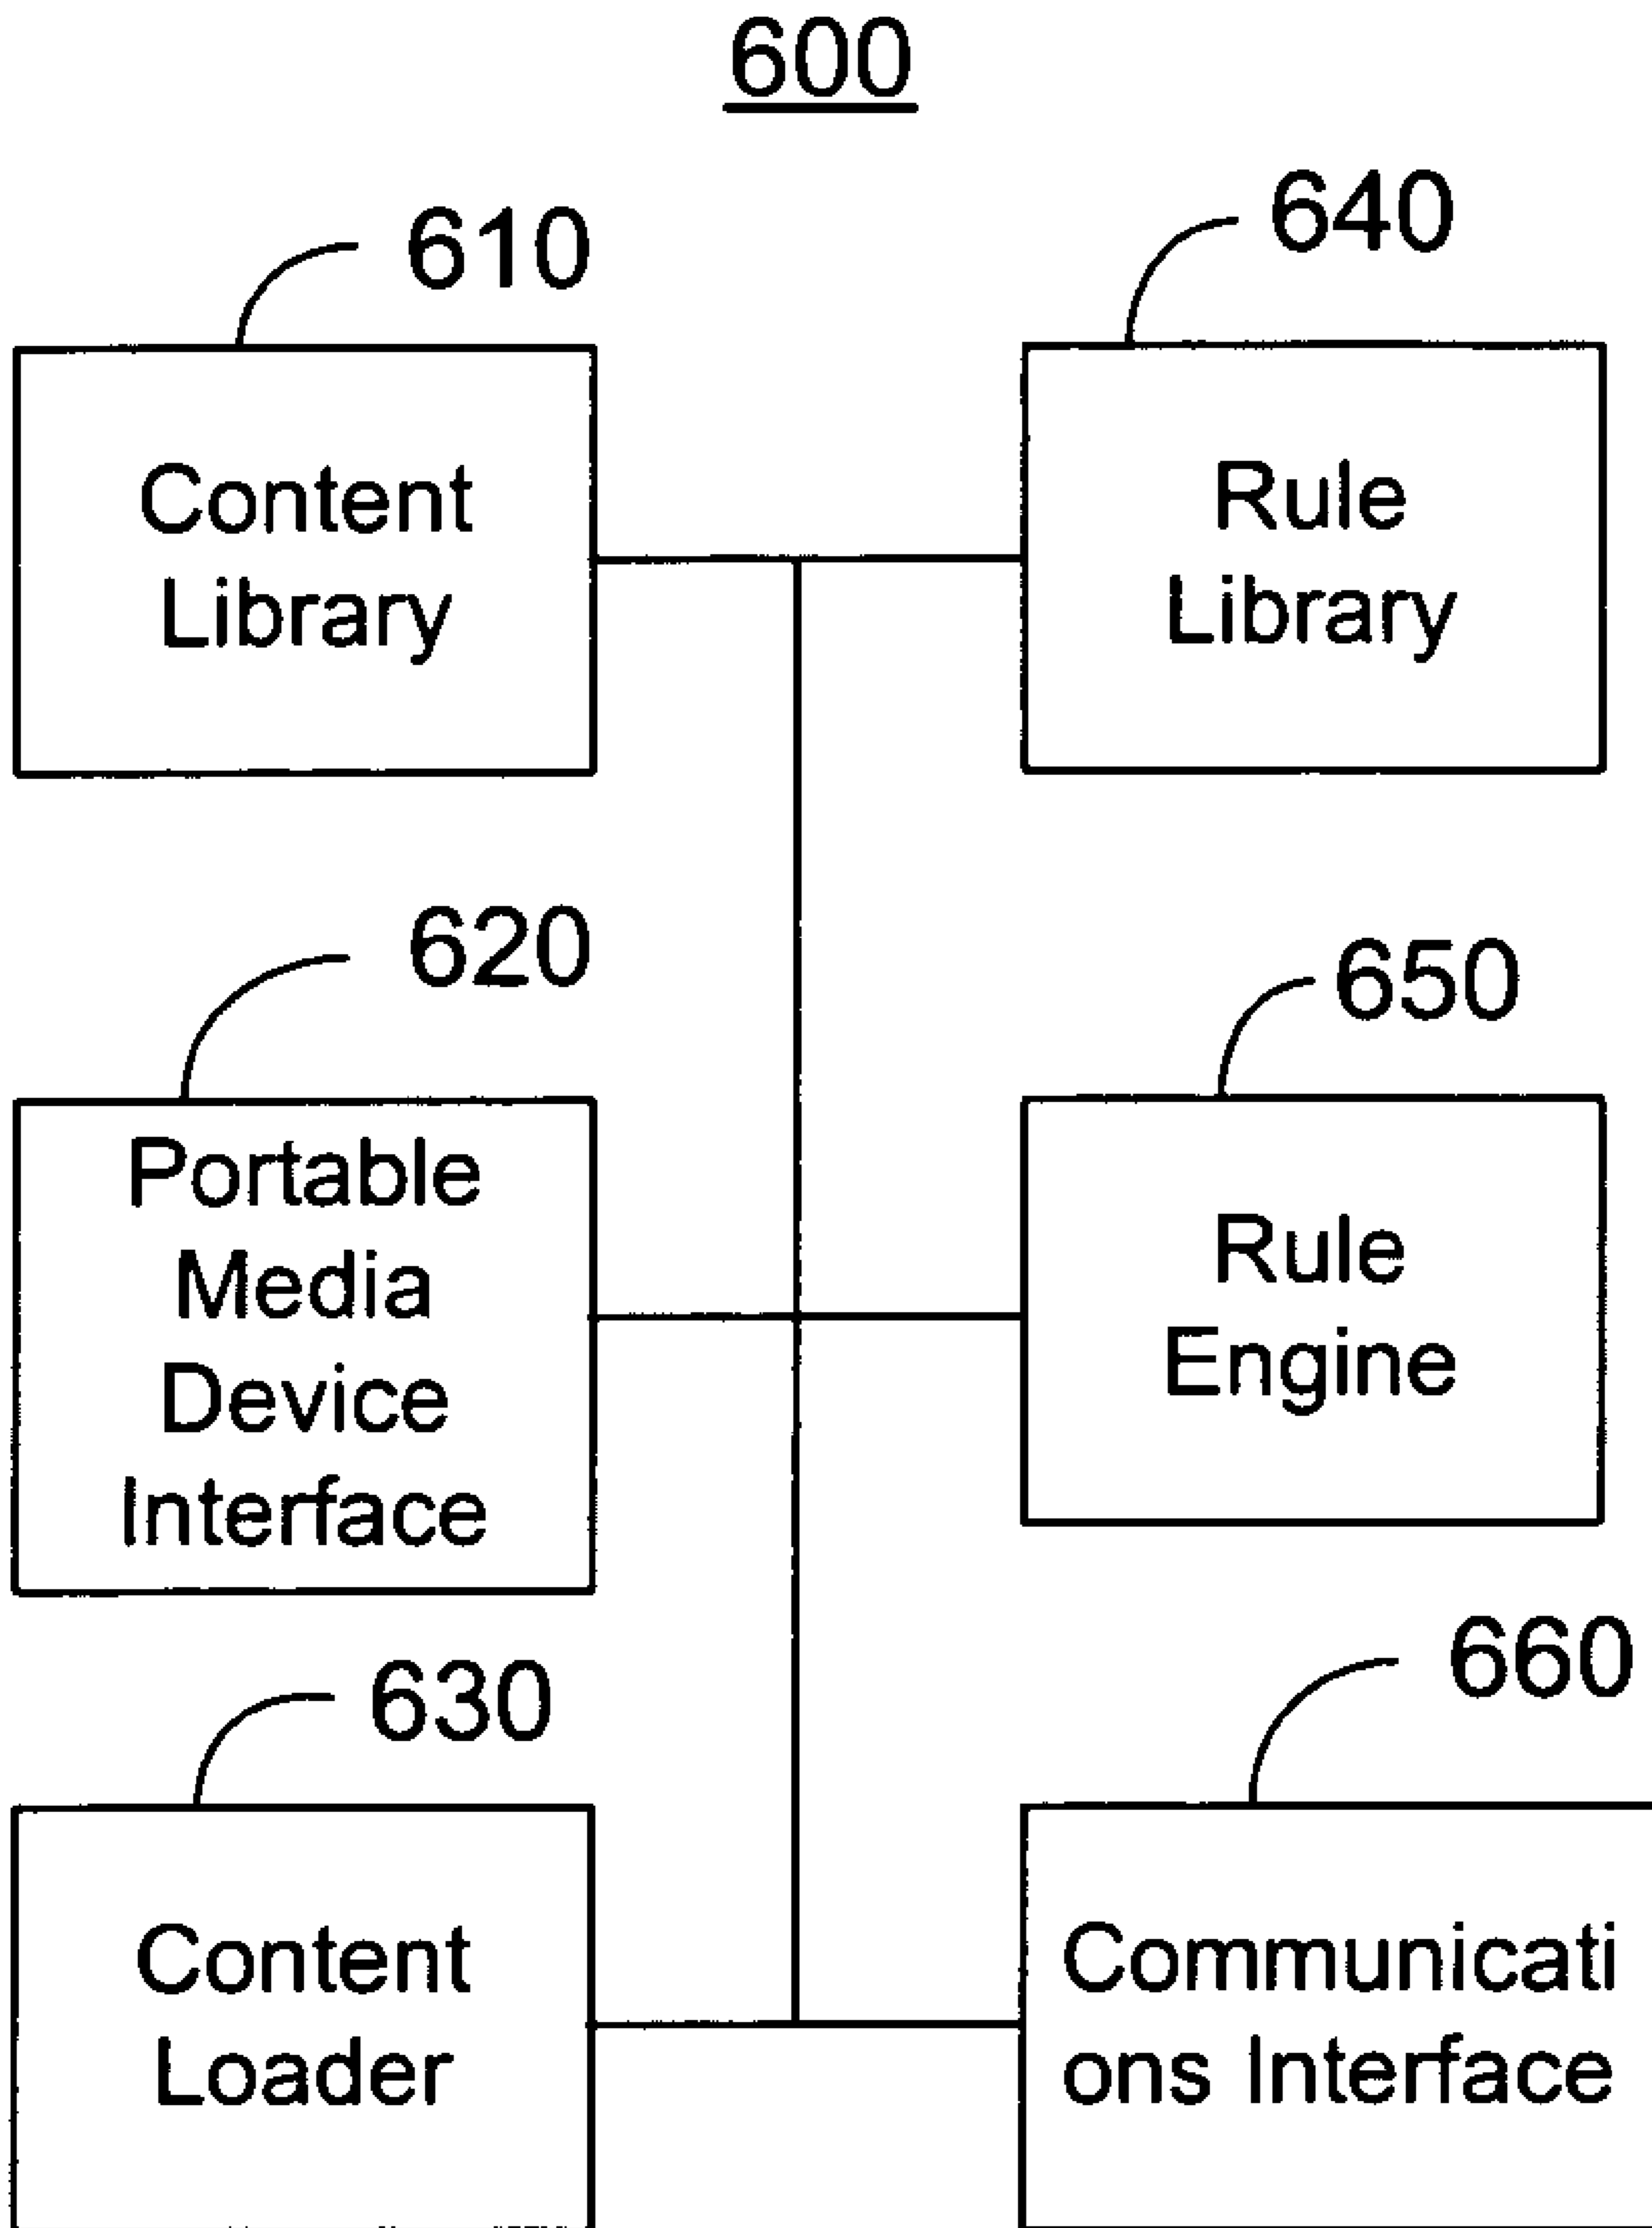 600
610
640
Content
Library
Rule
Library
620
650
Portable
Media
Device
Interface
Rule
Engine
630
660
Content
Loader
Communicati
ons Interface